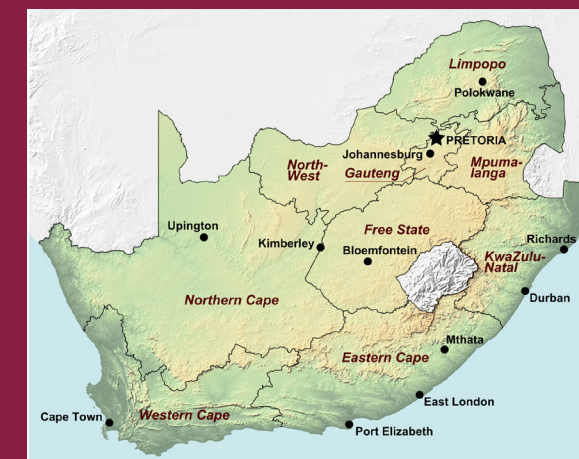 Limpopo
Polokwane
PRETORIA
Johannesburg
North-
West
Gauteng
Mpuma-
langa
Upington
Free State
Kimberley
Bloemfontein
Richards
KwaZulu-
Natal
Northern Cape
Durban
Mthata
Eastern Cape
East London
Cape Town
Western Cape
Port Elizabeth